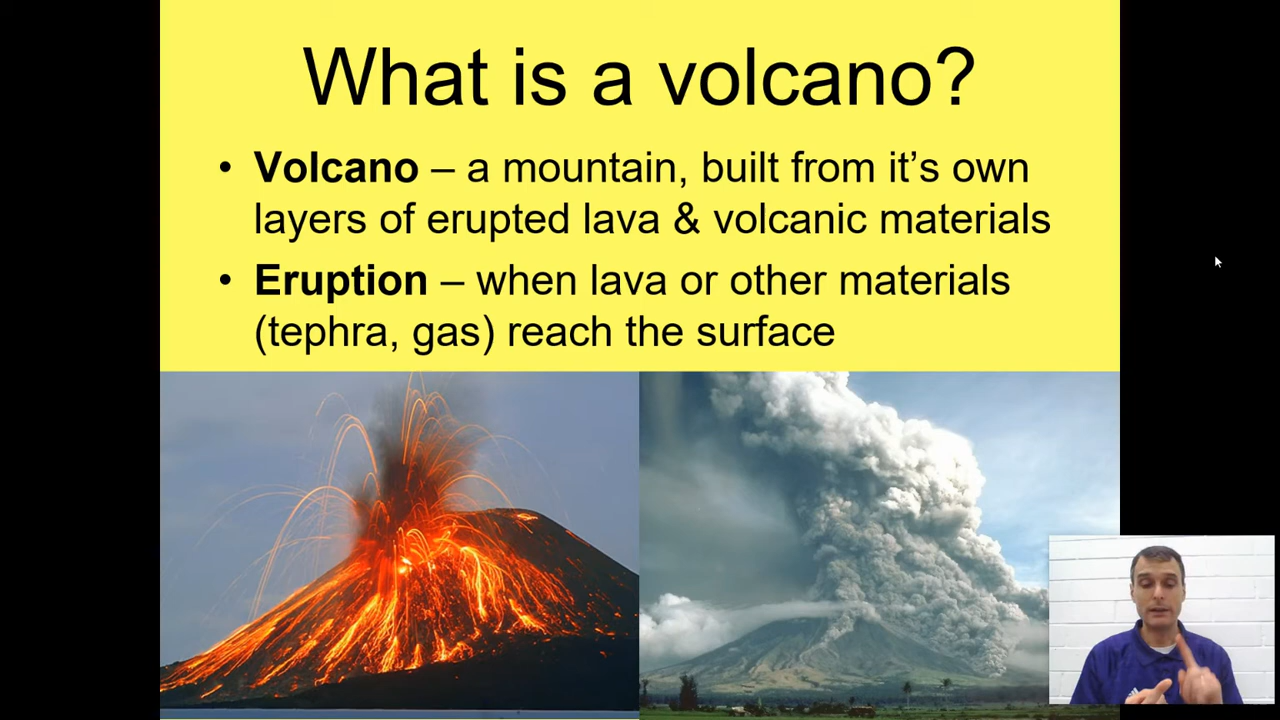 What is a volcano?
• Volcano – a mountain, built from it’s own
layers of erupted lava & volcanic materials
• Eruption – when lava or other materials
(tephra, gas) reach the surface